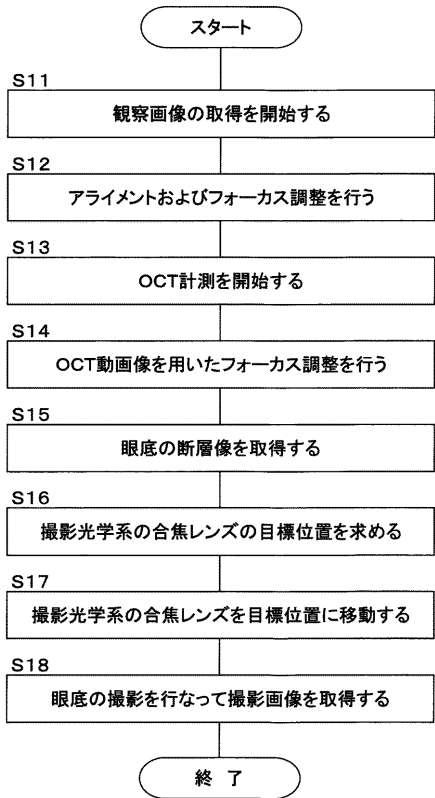 スタート
S11
観察画像の取得を開始する
S12
アライメントおよびフォーカス調整を行う
S13
OCT計測を開始する
S14
OCT動画像を用いたフォーカス調整を行う
S15
眼底の断層像を取得する
S16
撮影光学系の合焦レンズの目標位置を求める
S17
撮影光学系の合焦レンズを目標位置に移動する
S18
眼底の撮影を行なって撮影画像を取得する
終 了